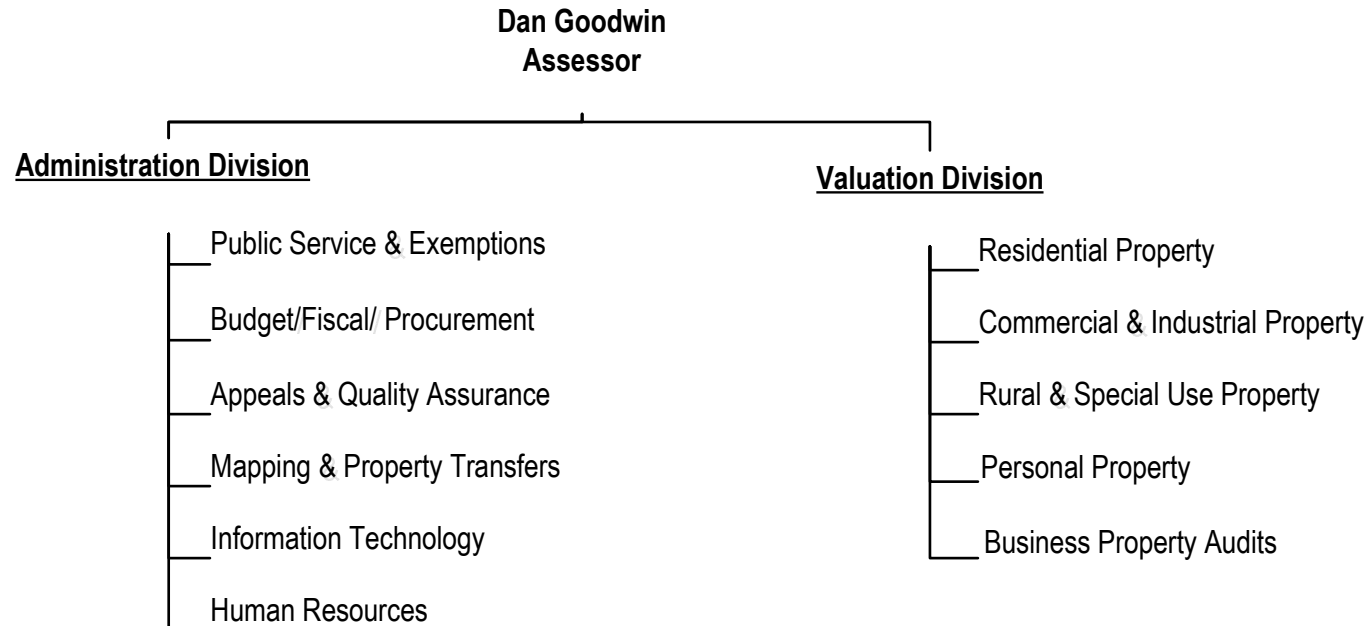 Dan Goodwin
Assessor
Administration Division
Public Service & Exemptions
Budget/Fiscal/ Procurement
Appeals & Quality Assurance
Mapping & Property Transfers
Information Technology
Human Resources
Valuation Division
Residential Property
Commercial & Industrial Property
Rural & Special Use Property
Personal Property
Business Property Audits